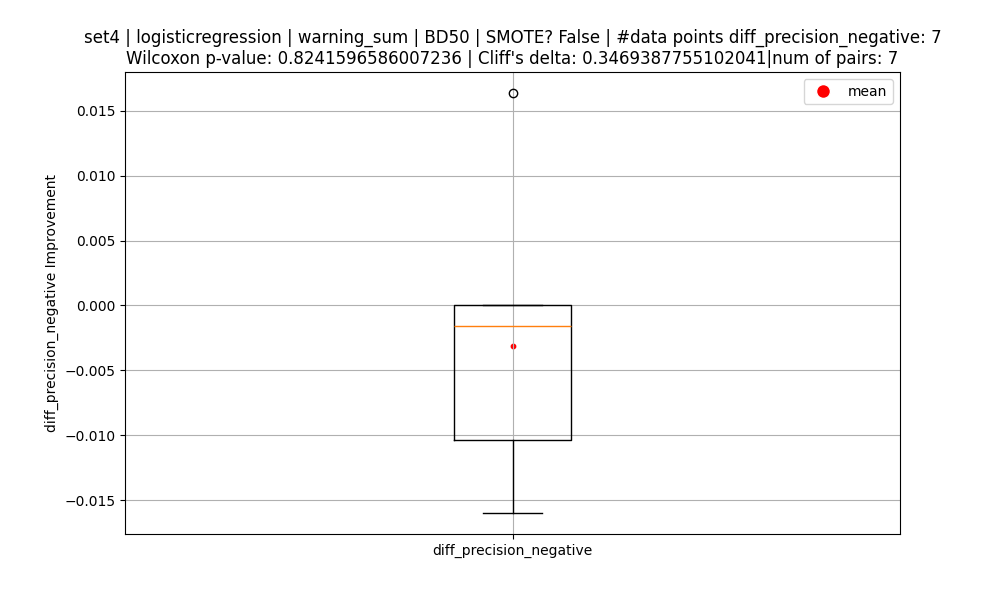 set4 | logisticregression | warning_sum | BD50 | SMOTE? False | #data points diff_precision_negative: 7
Wilcoxon p-value: 0.8241596586007236 | Cliff's delta: 0.3469387755102041|num of pairs: 7
mean
0.015
0.010
0.005
0.000
−0.005
−0.010
−0.015
diff_precision_negative Improvement
diff_precision_negative